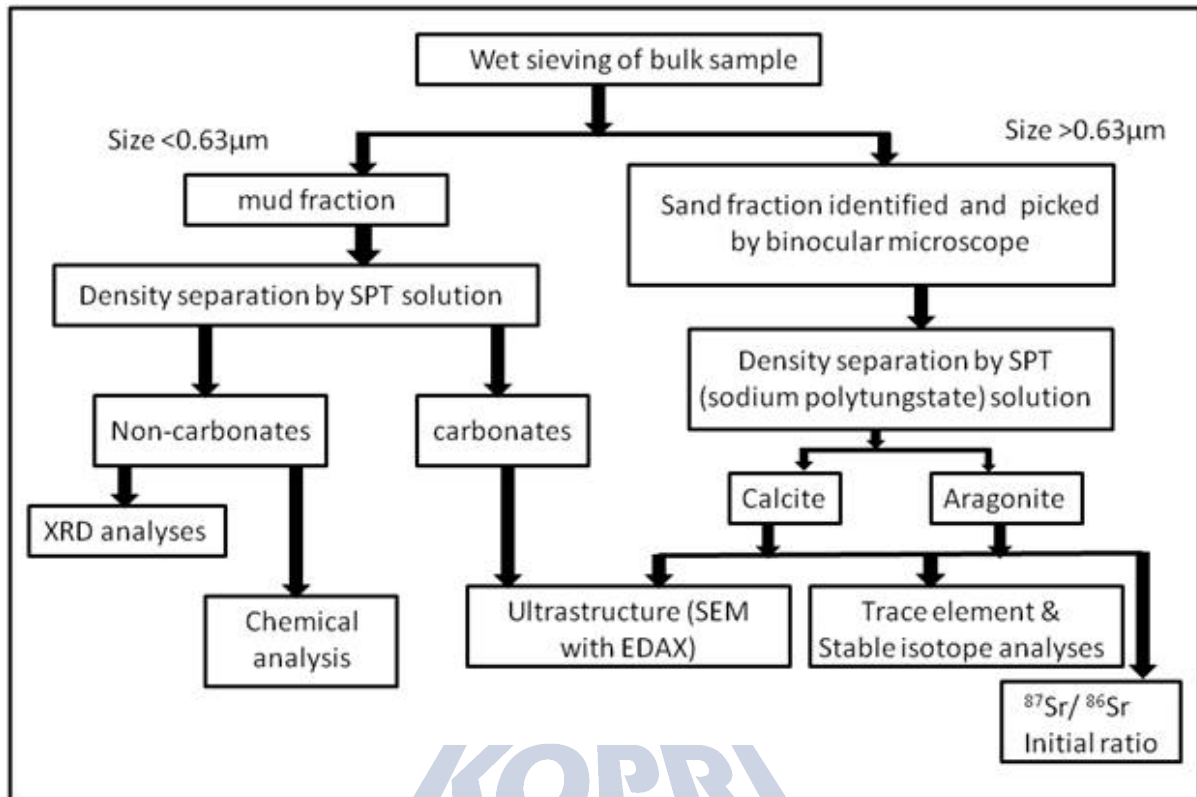 Wet sieving of bulk sample
Size <0.63μm
Size >0.63μm
mud fraction
Sand fraction identified and picked
by binocular microscope
Density separation by SPT solution
Density separation by SPT
(sodium polytungstate) solution
Non-carbonates
carbonates
Calcite
Aragonite
XRD analyses
Chemical
analysis
Ultrastructure (SEM
with EDAX)
Trace element &
Stable isotope analyses
⁸⁷Sr/ ⁸⁶Sr
Initial ratio
KOPRI